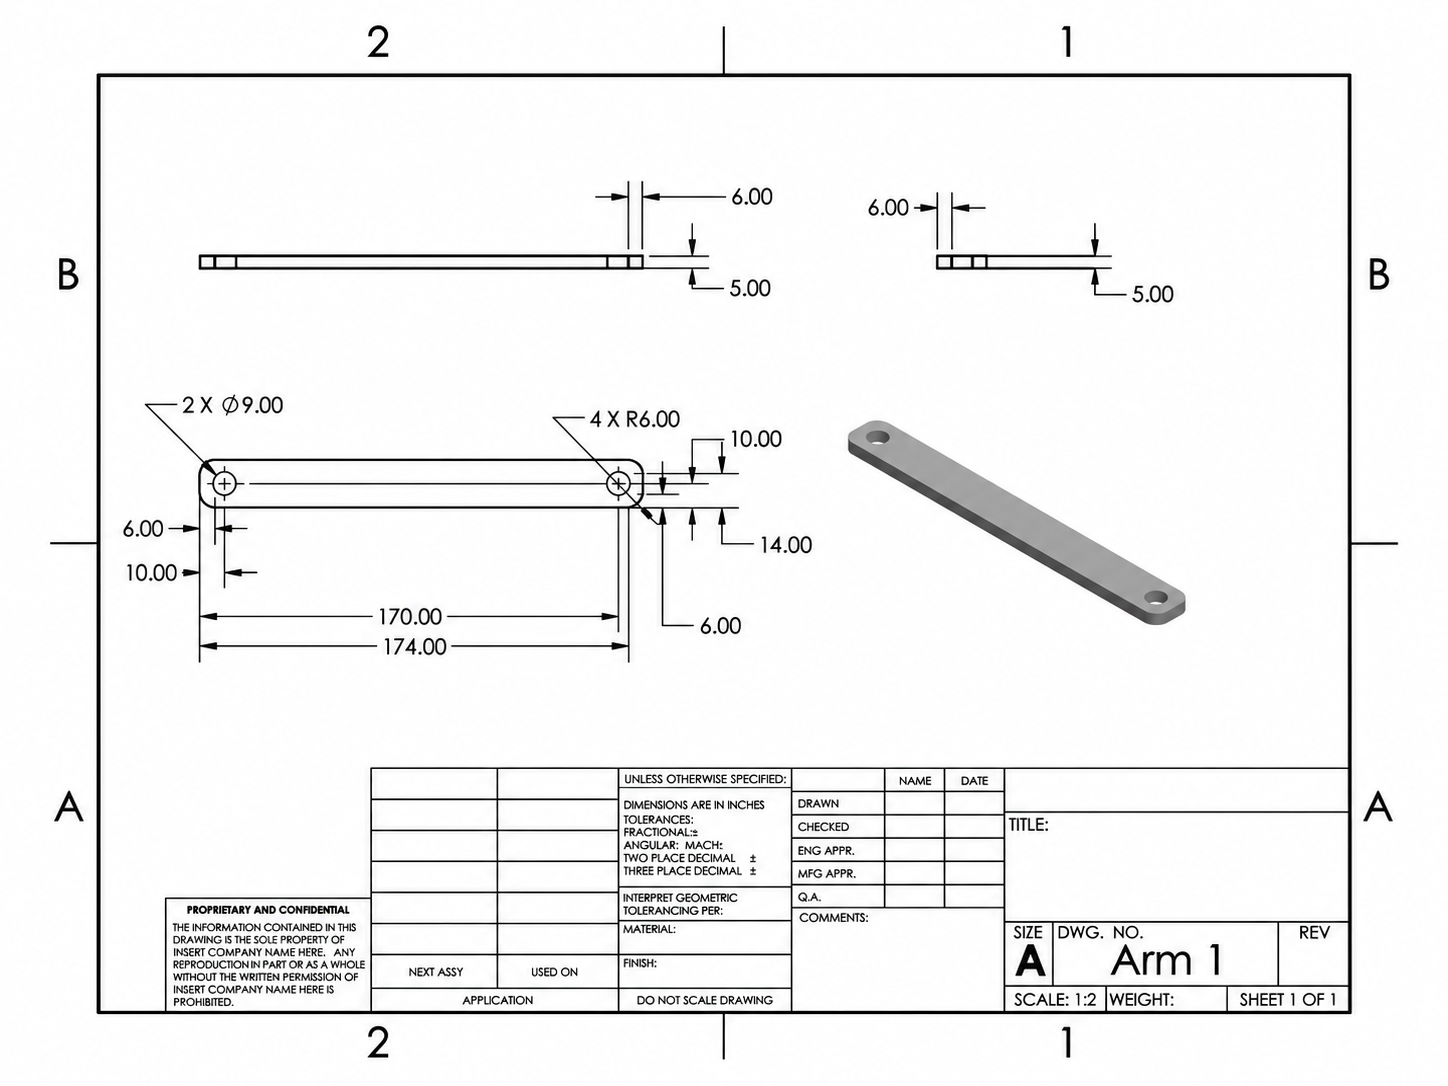 2 1
B B
6.00
6.00
5.00
5.00
2 X ∅9.00
4 X R6.00
10.00
6.00
14.00
10.00
170.00
6.00
174.00
A A
UNLESS OTHERWISE SPECIFIED:
DIMENSIONS ARE IN INCHES
TOLERANCES:
FRACTIONAL±
ANGULAR: MACH±
TWO PLACE DECIMAL ±
THREE PLACE DECIMAL ±
INTERPRET GEOMETRIC
TOLERANCING PER:
MATERIAL:
FINISH:
DO NOT SCALE DRAWING
NAME DATE
DRAWN
CHECKED
ENG APPR.
MFG APPR.
Q.A.
COMMENTS:
TITLE:
SIZE DWG. NO. REV
A Arm 1
SCALE: 1:2 WEIGHT: SHEET 1 OF 1
PROPRIETARY AND CONFIDENTIAL
THE INFORMATION CONTAINED IN THIS
DRAWING IS THE SOLE PROPERTY OF
INSERT COMPANY NAME HERE. ANY
REPRODUCTION IN PART OR AS A WHOLE
WITHOUT THE WRITTEN PERMISSION OF
INSERT COMPANY NAME HERE IS
PROHIBITED.
NEXT ASSY USED ON
APPLICATION
2 1